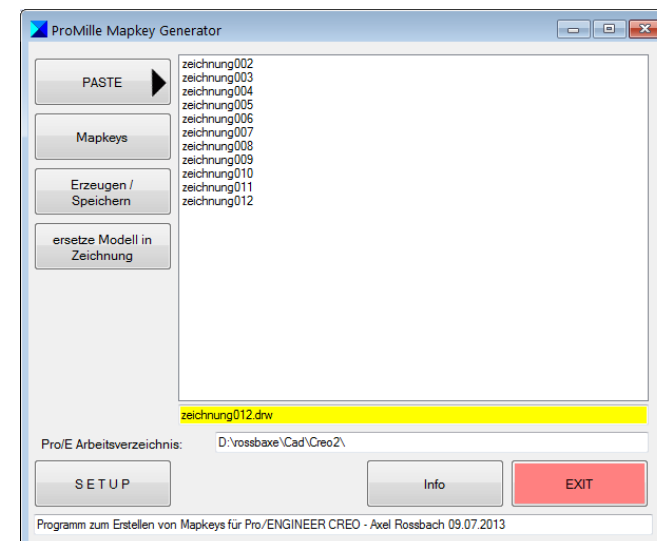 ProMille Mapkey Generator
PASTE
Mapkeys
Erzeugen /
Speichern
ersetze Modell in
Zeichnung
zeichnung002
zeichnung003
zeichnung004
zeichnung005
zeichnung006
zeichnung007
zeichnung008
zeichnung009
zeichnung010
zeichnung011
zeichnung012
zeichnung012.drw
Pro/E Arbeitsverzeichnis: D:\rossbaxe\Cad\Creo2\
SETUP Info EXIT
Programm zum Erstellen von Mapkeys für Pro/ENGINEER CREO - Axel Rossbach 09.07.2013